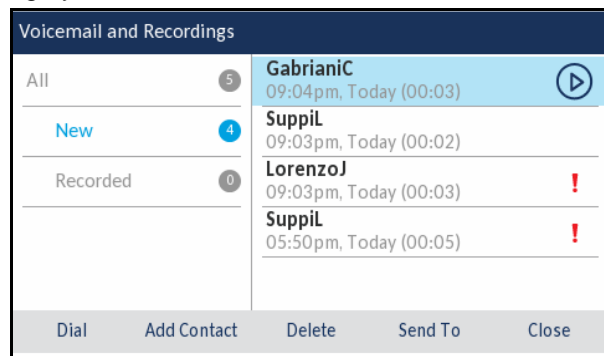 Voicemail and Recordings
All 5
New 4
Recorded 0
GabrianiC
09:04pm, Today (00:03)
SuppiL
09:03pm, Today (00:02)
LorenzoJ
09:03pm, Today (00:03)
!
SuppiL
05:50pm, Today (00:05)
!
Dial Add Contact Delete Send To Close